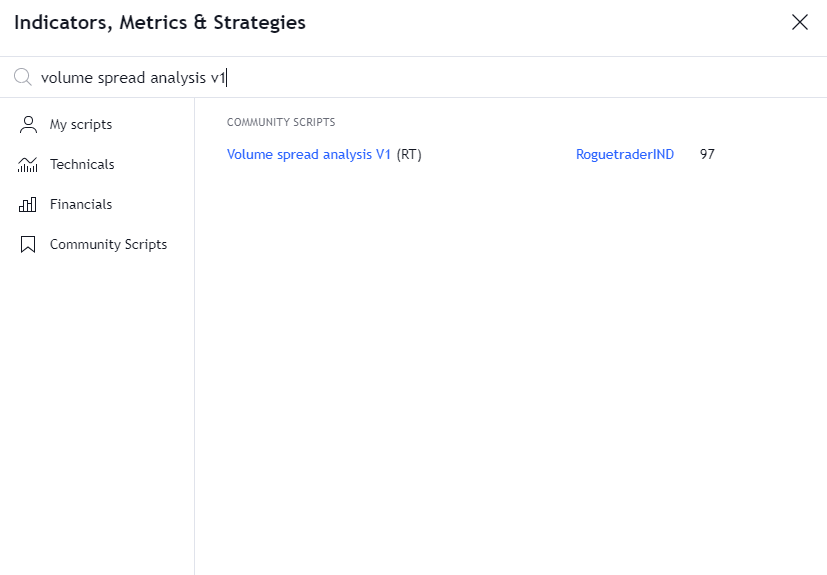 Indicators, Metrics & Strategies
volume spread analysis v1
My scripts
Technicals
Financials
Community Scripts
COMMUNITY SCRIPTS
Volume spread analysis V1 (RT) RoguetraderIND 97